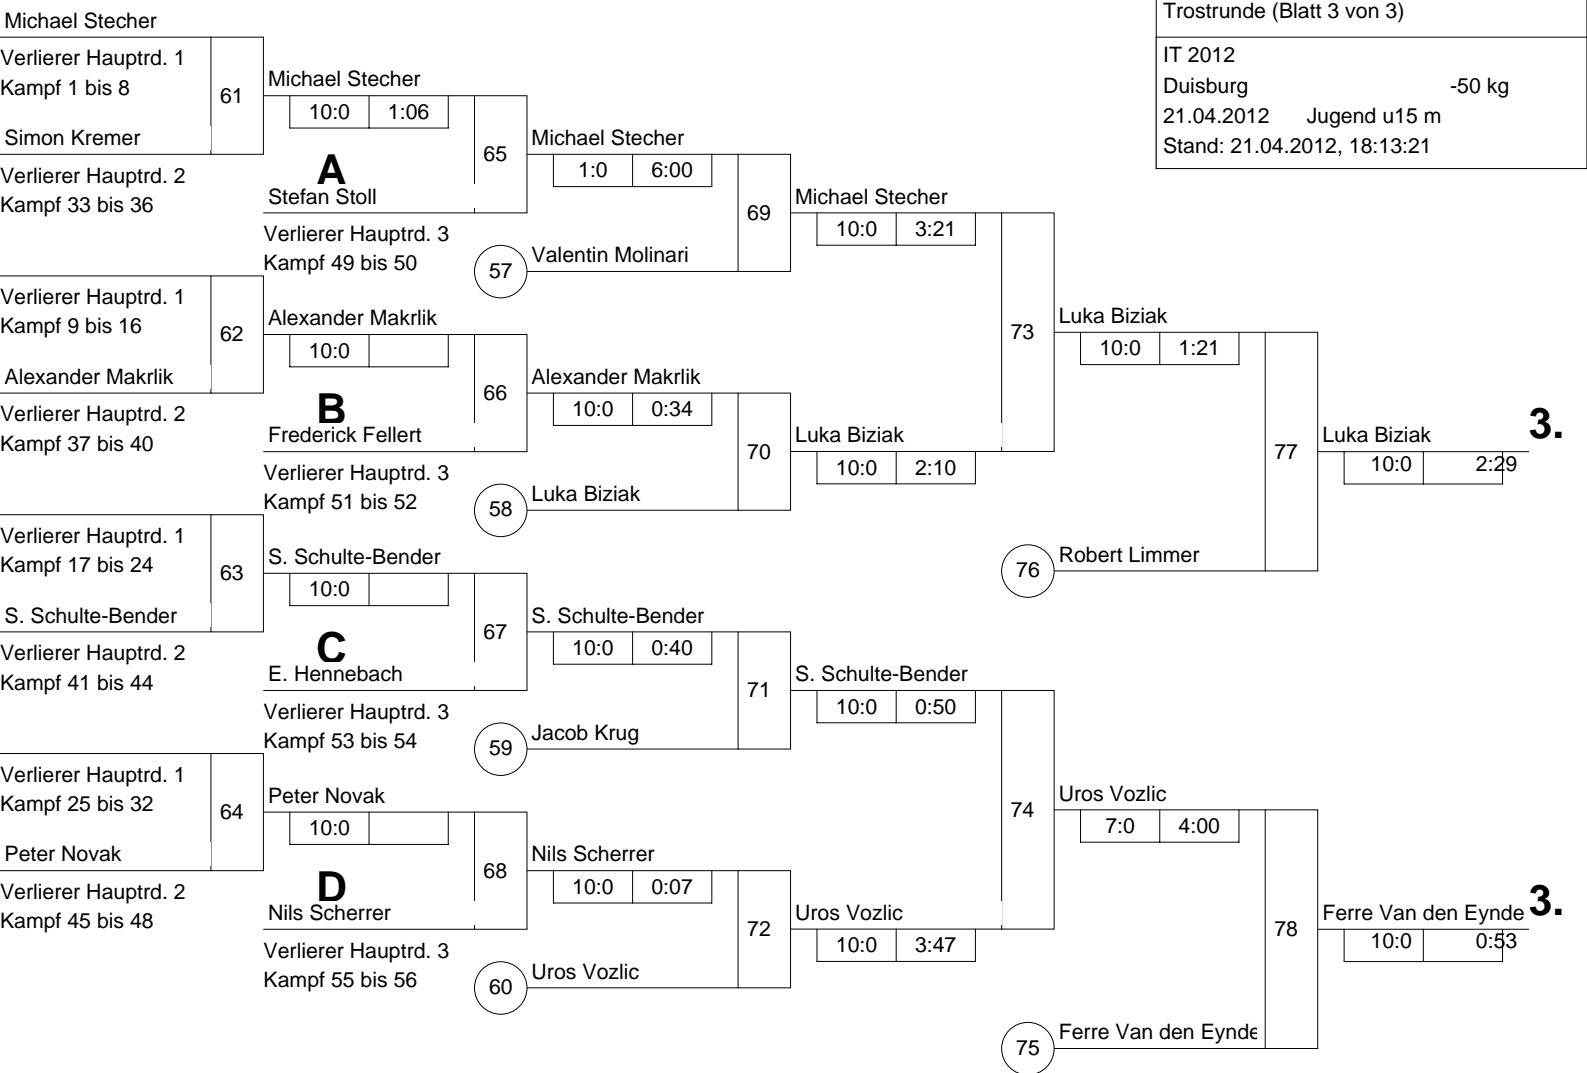 Trostrunde (Blatt 3 von 3)
IT 2012
Duisburg -50 kg
21.04.2012 Jugend u15 m
Stand: 21.04.2012, 18:13:21
Michael Stecher
Verlierer Hauptrd. 1
Kampf 1 bis 8
61
Simon Kremer
Verlierer Hauptrd. 2
Kampf 33 bis 36
Verlierer Hauptrd. 1
Kampf 9 bis 16
62
Alexander Makrlik
Verlierer Hauptrd. 2
Kampf 37 bis 40
Verlierer Hauptrd. 1
Kampf 17 bis 24
63
S. Schulte-Bender
Verlierer Hauptrd. 2
Kampf 41 bis 44
Verlierer Hauptrd. 1
Kampf 25 bis 32
64
Peter Novak
Verlierer Hauptrd. 2
Kampf 45 bis 48
Michael Stecher
10:0 1:06
A
65
Stefan Stoll
Verlierer Hauptrd. 3
Kampf 49 bis 50
Alexander Makrlik
10:0
B
66
Frederick Fellert
Verlierer Hauptrd. 3
Kampf 51 bis 52
S. Schulte-Bender
10:0
C
67
E. Hennebach
Verlierer Hauptrd. 3
Kampf 53 bis 54
Peter Novak
10:0
D
68
Nils Scherrer
Verlierer Hauptrd. 3
Kampf 55 bis 56
Michael Stecher
1:0 6:00
69
57 Valentin Molinari
Alexander Makrlik
10:0 0:34
70
58 Luka Biziak
S. Schulte-Bender
10:0 0:40
71
59 Jacob Krug
Nils Scherrer
10:0 0:07
72
60 Uros Vozlic
Michael Stecher
10:0 3:21
73
Luka Biziak
10:0 2:10
S. Schulte-Bender
10:0 0:50
74
Uros Vozlic
10:0 3:47
Luka Biziak
10:0 1:21
77
76 Robert Limmer
Uros Vozlic
7:0 4:00
78
75 Ferre Van den Eynde
Luka Biziak 3.
10:0 2:29
Ferre Van den Eynde 3.
10:0 0:53